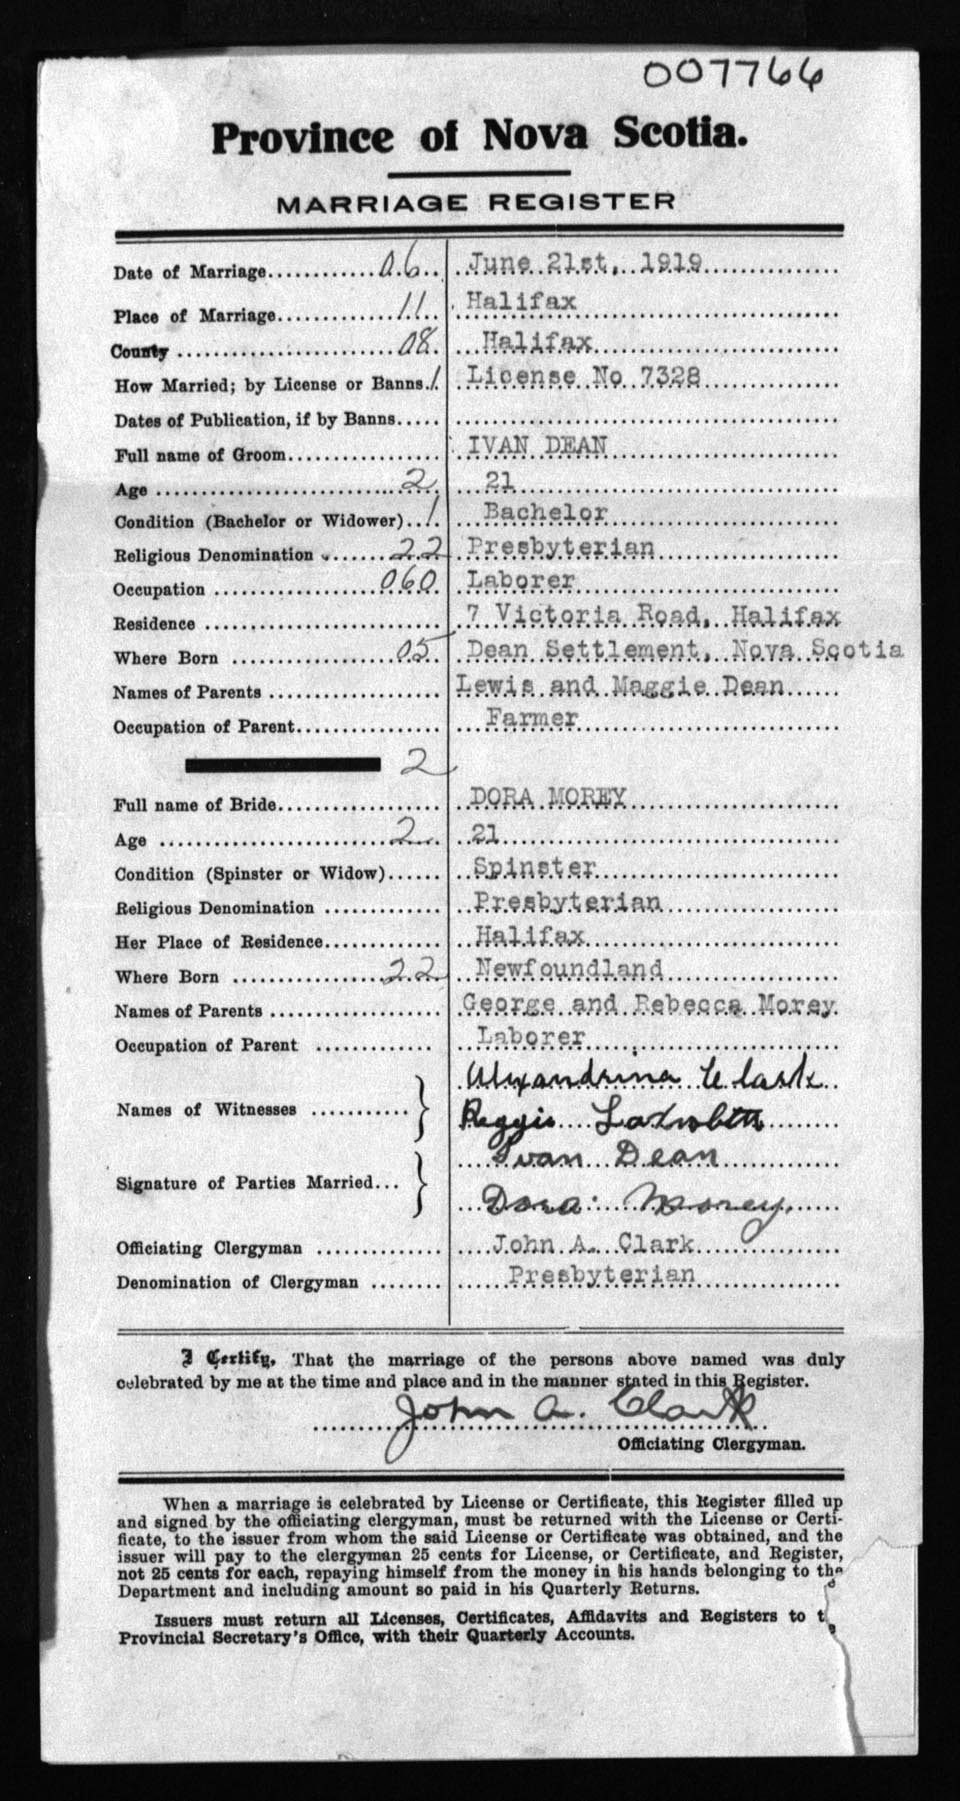 007766
Province of Nova Scotia.
MARRIAGE REGISTER
Date of Marriage............06... June 21st, 1919
Place of Marriage............11.. Halifax
County ........................08. Halifax
How Married; by License or Banns.1. License No 7328
Dates of Publication, if by Banns.....
Full name of Groom................. IVAN DEAN
Age ...........................2.. 21
Condition (Bachelor or Widower)..1. Bachelor
Religious Denomination ........22 Presbyterian
Occupation ..................060 Laborer
Residence .......................... 7 Victoria Road, Halifax
Where Born ..................05 Dean Settlement, Nova Scotia
Names of Parents ................... Lewis and Maggie Dean
Occupation of Parent................ Farmer
2
Full name of Bride.................. DORA MOREY
Age ...........................2.. 21
Condition (Spinster or Widow)...... Spinster
Religious Denomination ............. Presbyterian
Her Place of Residence............. Halifax
Where Born ..................22. Newfoundland
Names of Parents ................... George and Rebecca Morey
Occupation of Parent ............. Laborer
Names of Witnesses ........... } Alexandrina Clark
Signature of Parties Married... } Ivan Dean
Dora Morey.
Officiating Clergyman .............. John A. Clark
Denomination of Clergyman ........ Presbyterian
I Certify, That the marriage of the persons above named was duly
celebrated by me at the time and place and in the manner stated in this Register.
John A. Clark
Officiating Clergyman.
When a marriage is celebrated by License or Certificate, this Register filled up
and signed by the officiating clergyman, must be returned with the License or Certi-
ficate, to the issuer from whom the said License or Certificate was obtained, and the
issuer will pay to the clergyman 25 cents for License, or Certificate, and Register,
not 25 cents for each, repaying himself from the money in his hands belonging to the
Department and including amount so paid in his Quarterly Returns.
Issuers must return all Licenses, Certificates, Affidavits and Registers to t
Provincial Secretary's Office, with their Quarterly Accounts.